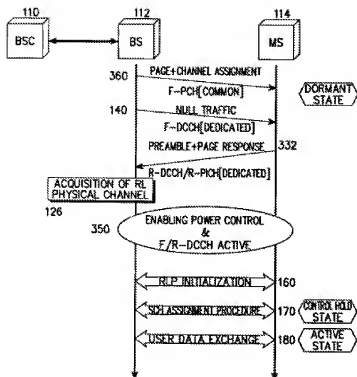 110
112
114
BSC
BS
MS
360
PAGE+CHANNEL ASSIGNMENT
F-PCH[COMMON]
DORMANT
STATE
140
NULL TRAFFIC
F-DCCH[DEDICATED]
PREAMBLE+PAGE RESPONSE
332
R-DCCH/R-PICH[DEDICATED]
ACQUISITION OF RL
PHYSICAL CHANNEL
126
350
ENABLING POWER CONTROL
&
F/R-DCCH ACTIVE
RLP INITIALIZATION
160
SCH ASSIGNMENT PROCEDURE
170
CONTROL HOLD
STATE
USER DATA EXCHANGE
180
ACTIVE
STATE